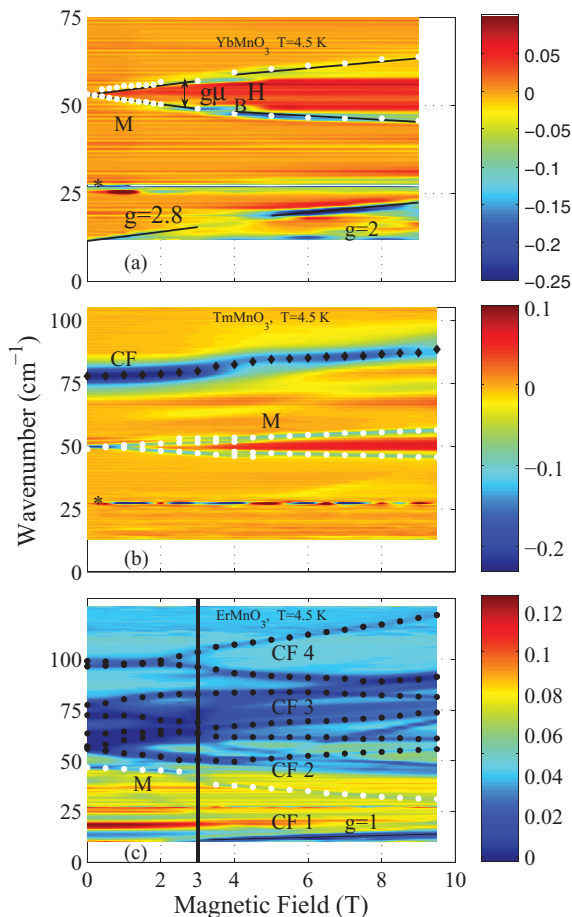 75
YbMnO3 T=4.5 K
gμBH
50
M
*
25
g=2.8
g=2
0
(a)
0.05
0
−0.05
−0.1
−0.15
−0.2
−0.25
100
TmMnO3, T=4.5 K
CF
75
M
50
*
25
0
(b)
0.1
0
−0.1
−0.2
Wavenumber (cm−1)
ErMnO3, T=4.5 K
100
CF 4
75
CF 3
50
CF 2
M
25
CF 1
g=1
0
(c)
0.12
0.10
0.08
0.06
0.04
0.02
0
0 1 2 3 4 6 8 10
Magnetic Field (T)